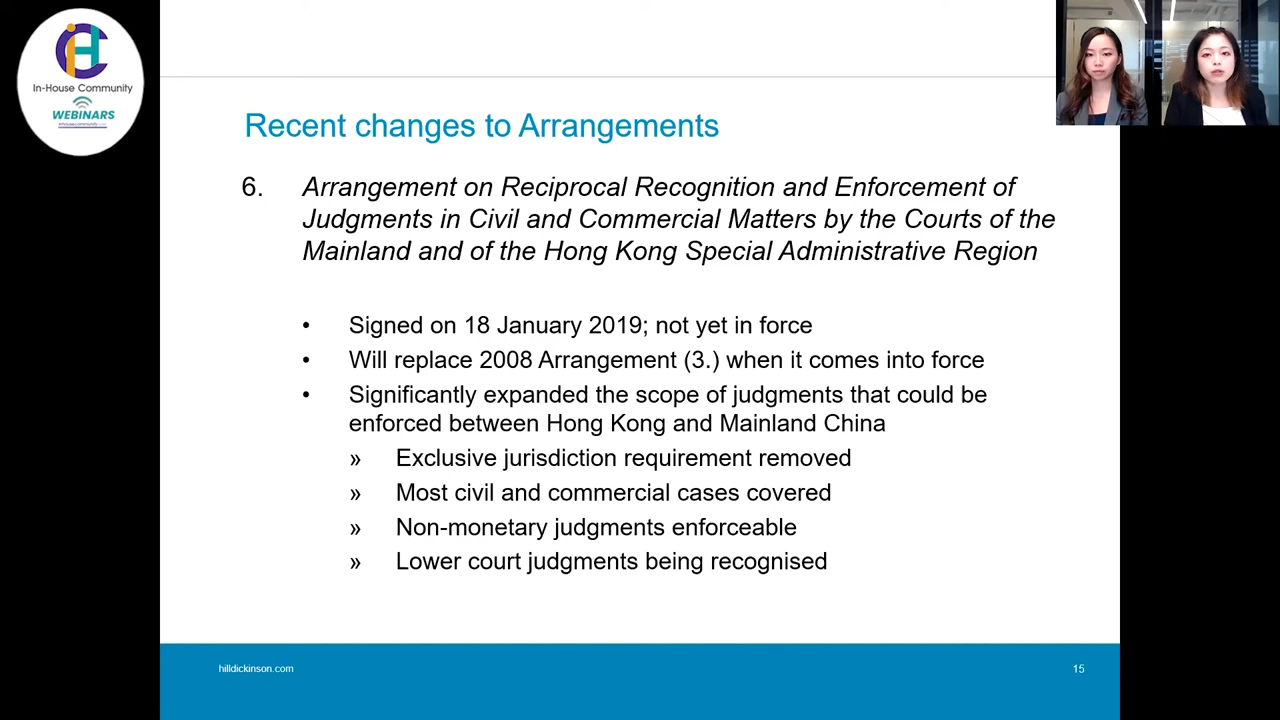 In-House Community
WEBINARS
Recent changes to Arrangements
6. Arrangement on Reciprocal Recognition and Enforcement of
Judgments in Civil and Commercial Matters by the Courts of the
Mainland and of the Hong Kong Special Administrative Region
• Signed on 18 January 2019; not yet in force
• Will replace 2008 Arrangement (3.) when it comes into force
• Significantly expanded the scope of judgments that could be
enforced between Hong Kong and Mainland China
» Exclusive jurisdiction requirement removed
» Most civil and commercial cases covered
» Non-monetary judgments enforceable
» Lower court judgments being recognised
hilldickinson.com
15